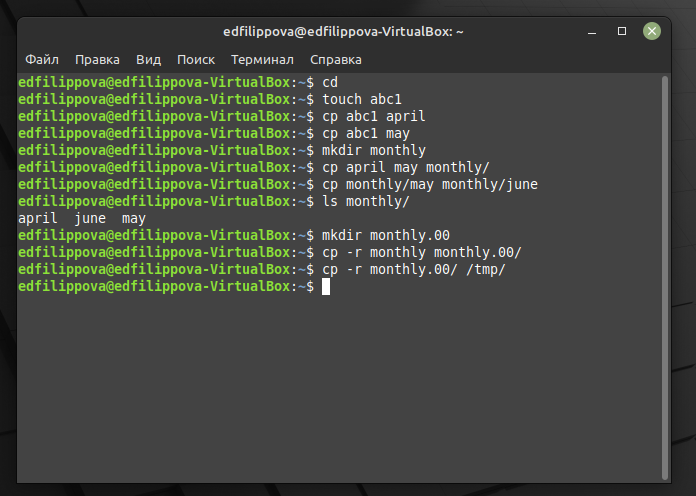 edfilippova@edfilippova-VirtualBox: ~
Файл Правка Вид Поиск Терминал Справка
edfilippova@edfilippova-VirtualBox:~$ cd
edfilippova@edfilippova-VirtualBox:~$ touch abc1
edfilippova@edfilippova-VirtualBox:~$ cp abc1 april
edfilippova@edfilippova-VirtualBox:~$ cp abc1 may
edfilippova@edfilippova-VirtualBox:~$ mkdir monthly
edfilippova@edfilippova-VirtualBox:~$ cp april may monthly/
edfilippova@edfilippova-VirtualBox:~$ cp monthly/may monthly/june
edfilippova@edfilippova-VirtualBox:~$ ls monthly/
april  june  may
edfilippova@edfilippova-VirtualBox:~$ mkdir monthly.00
edfilippova@edfilippova-VirtualBox:~$ cp -r monthly monthly.00/
edfilippova@edfilippova-VirtualBox:~$ cp -r monthly.00/ /tmp/
edfilippova@edfilippova-VirtualBox:~$